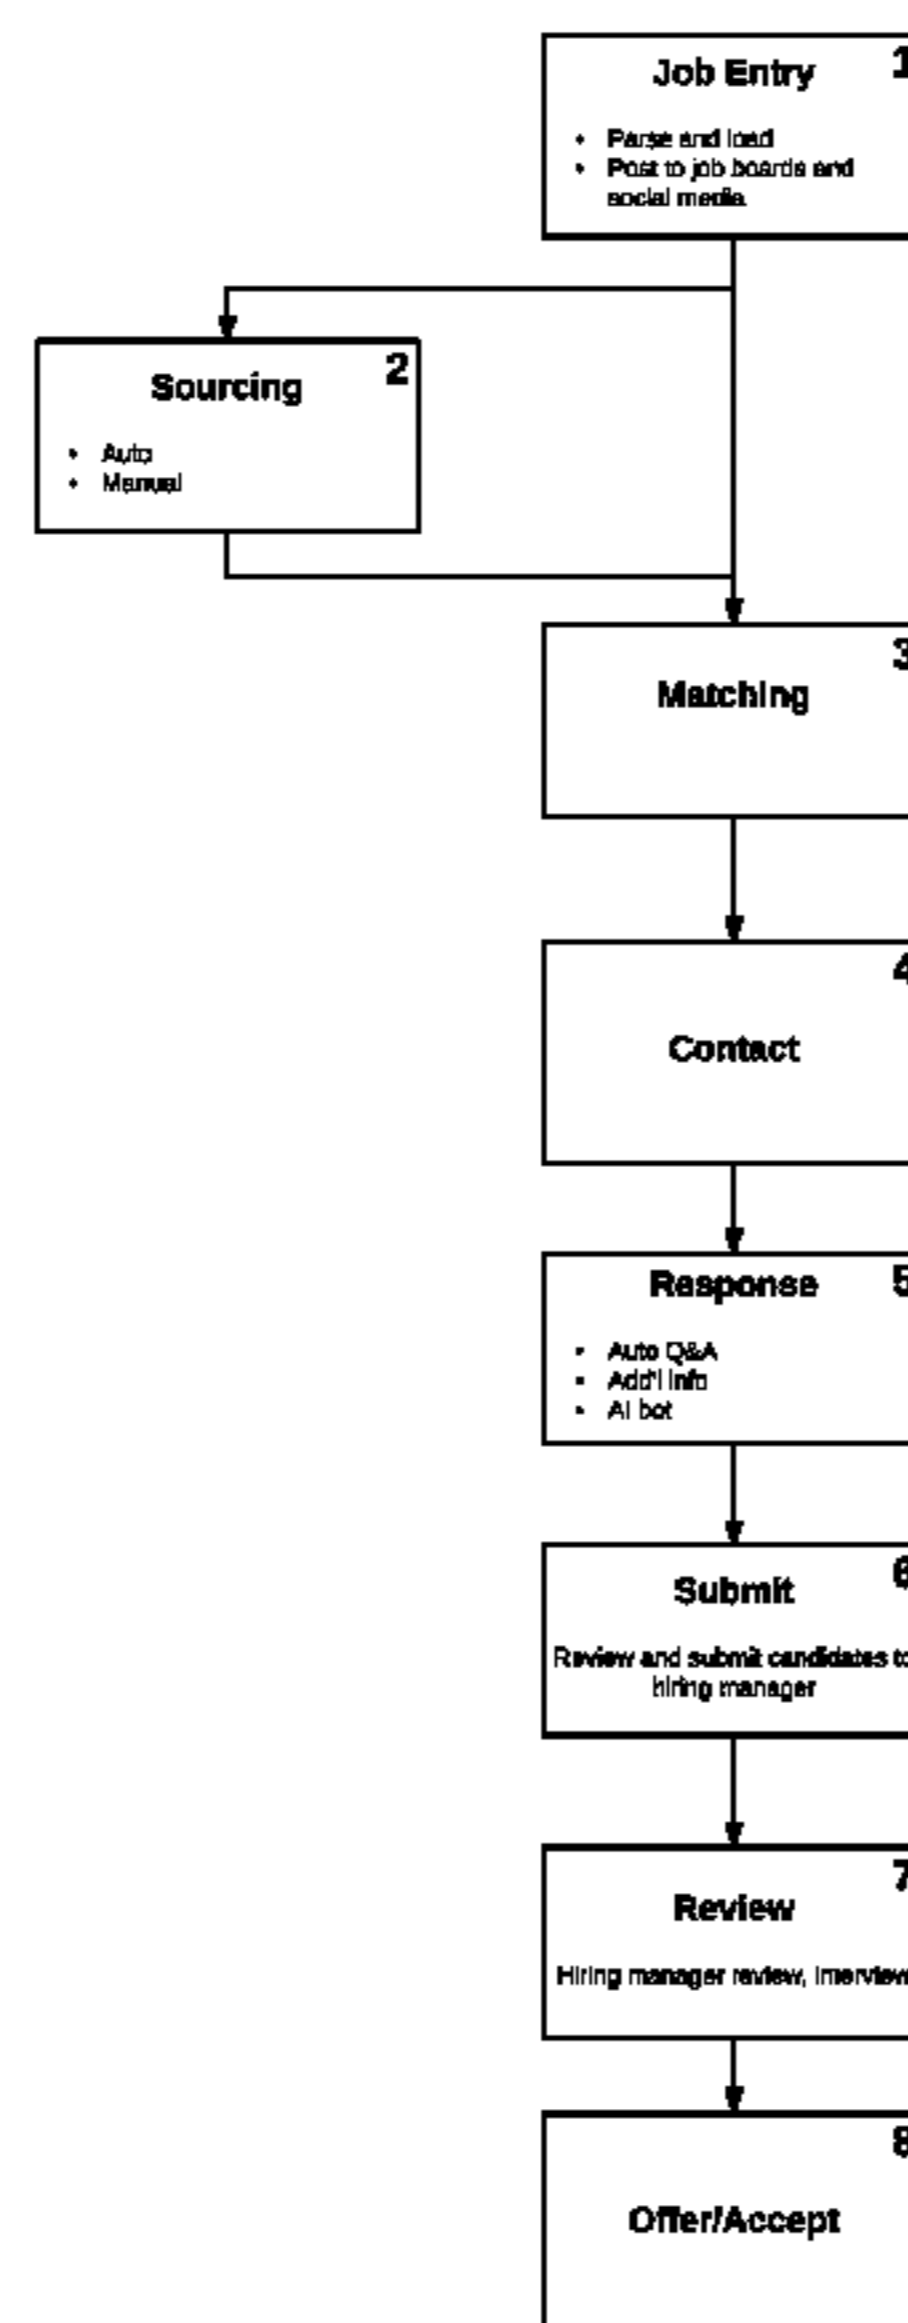 1
Job Entry
• Parse and load
• Post to job boards and
social media
2
Sourcing
• Auto
• Manual
3
Matching
4
Contact
5
Response
• Auto Q&A
• Add'l info
• AI bot
6
Submit
Review and submit candidates to
hiring manager
7
Review
Hiring manager review, interview
8
Offer/Accept